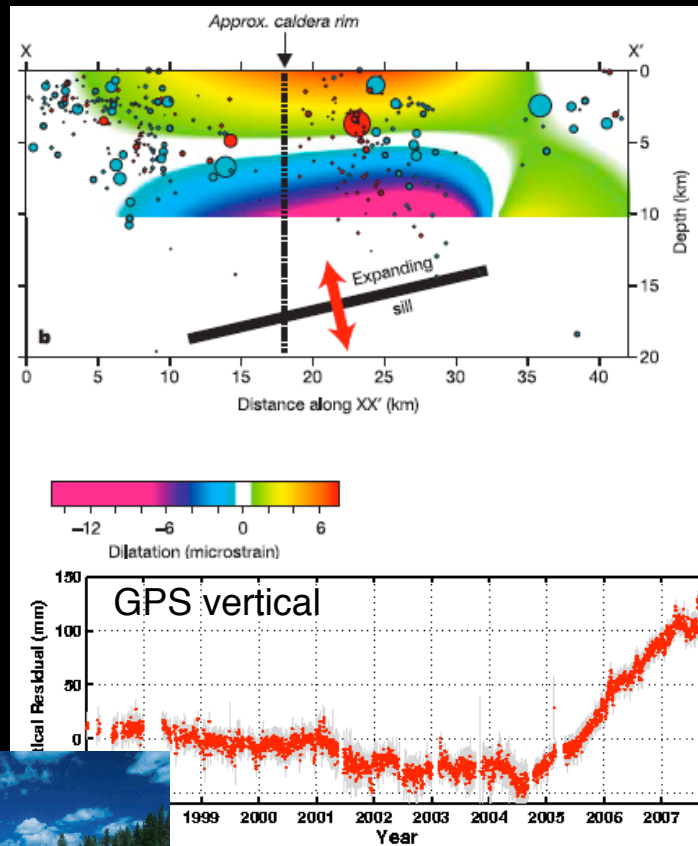 Approx. caldera rim
X
X'
0
5
10
15
20
Depth (km)
Expanding
sill
b
0 5 10 15 20 25 30 35 40
Distance along XX' (km)
−12 −6 0 6
Dilatation (microstrain)
GPS vertical
150
100
50
0
Residual (mm)
1999 2000 2001 2002 2003 2004 2005 2006 2007
Year